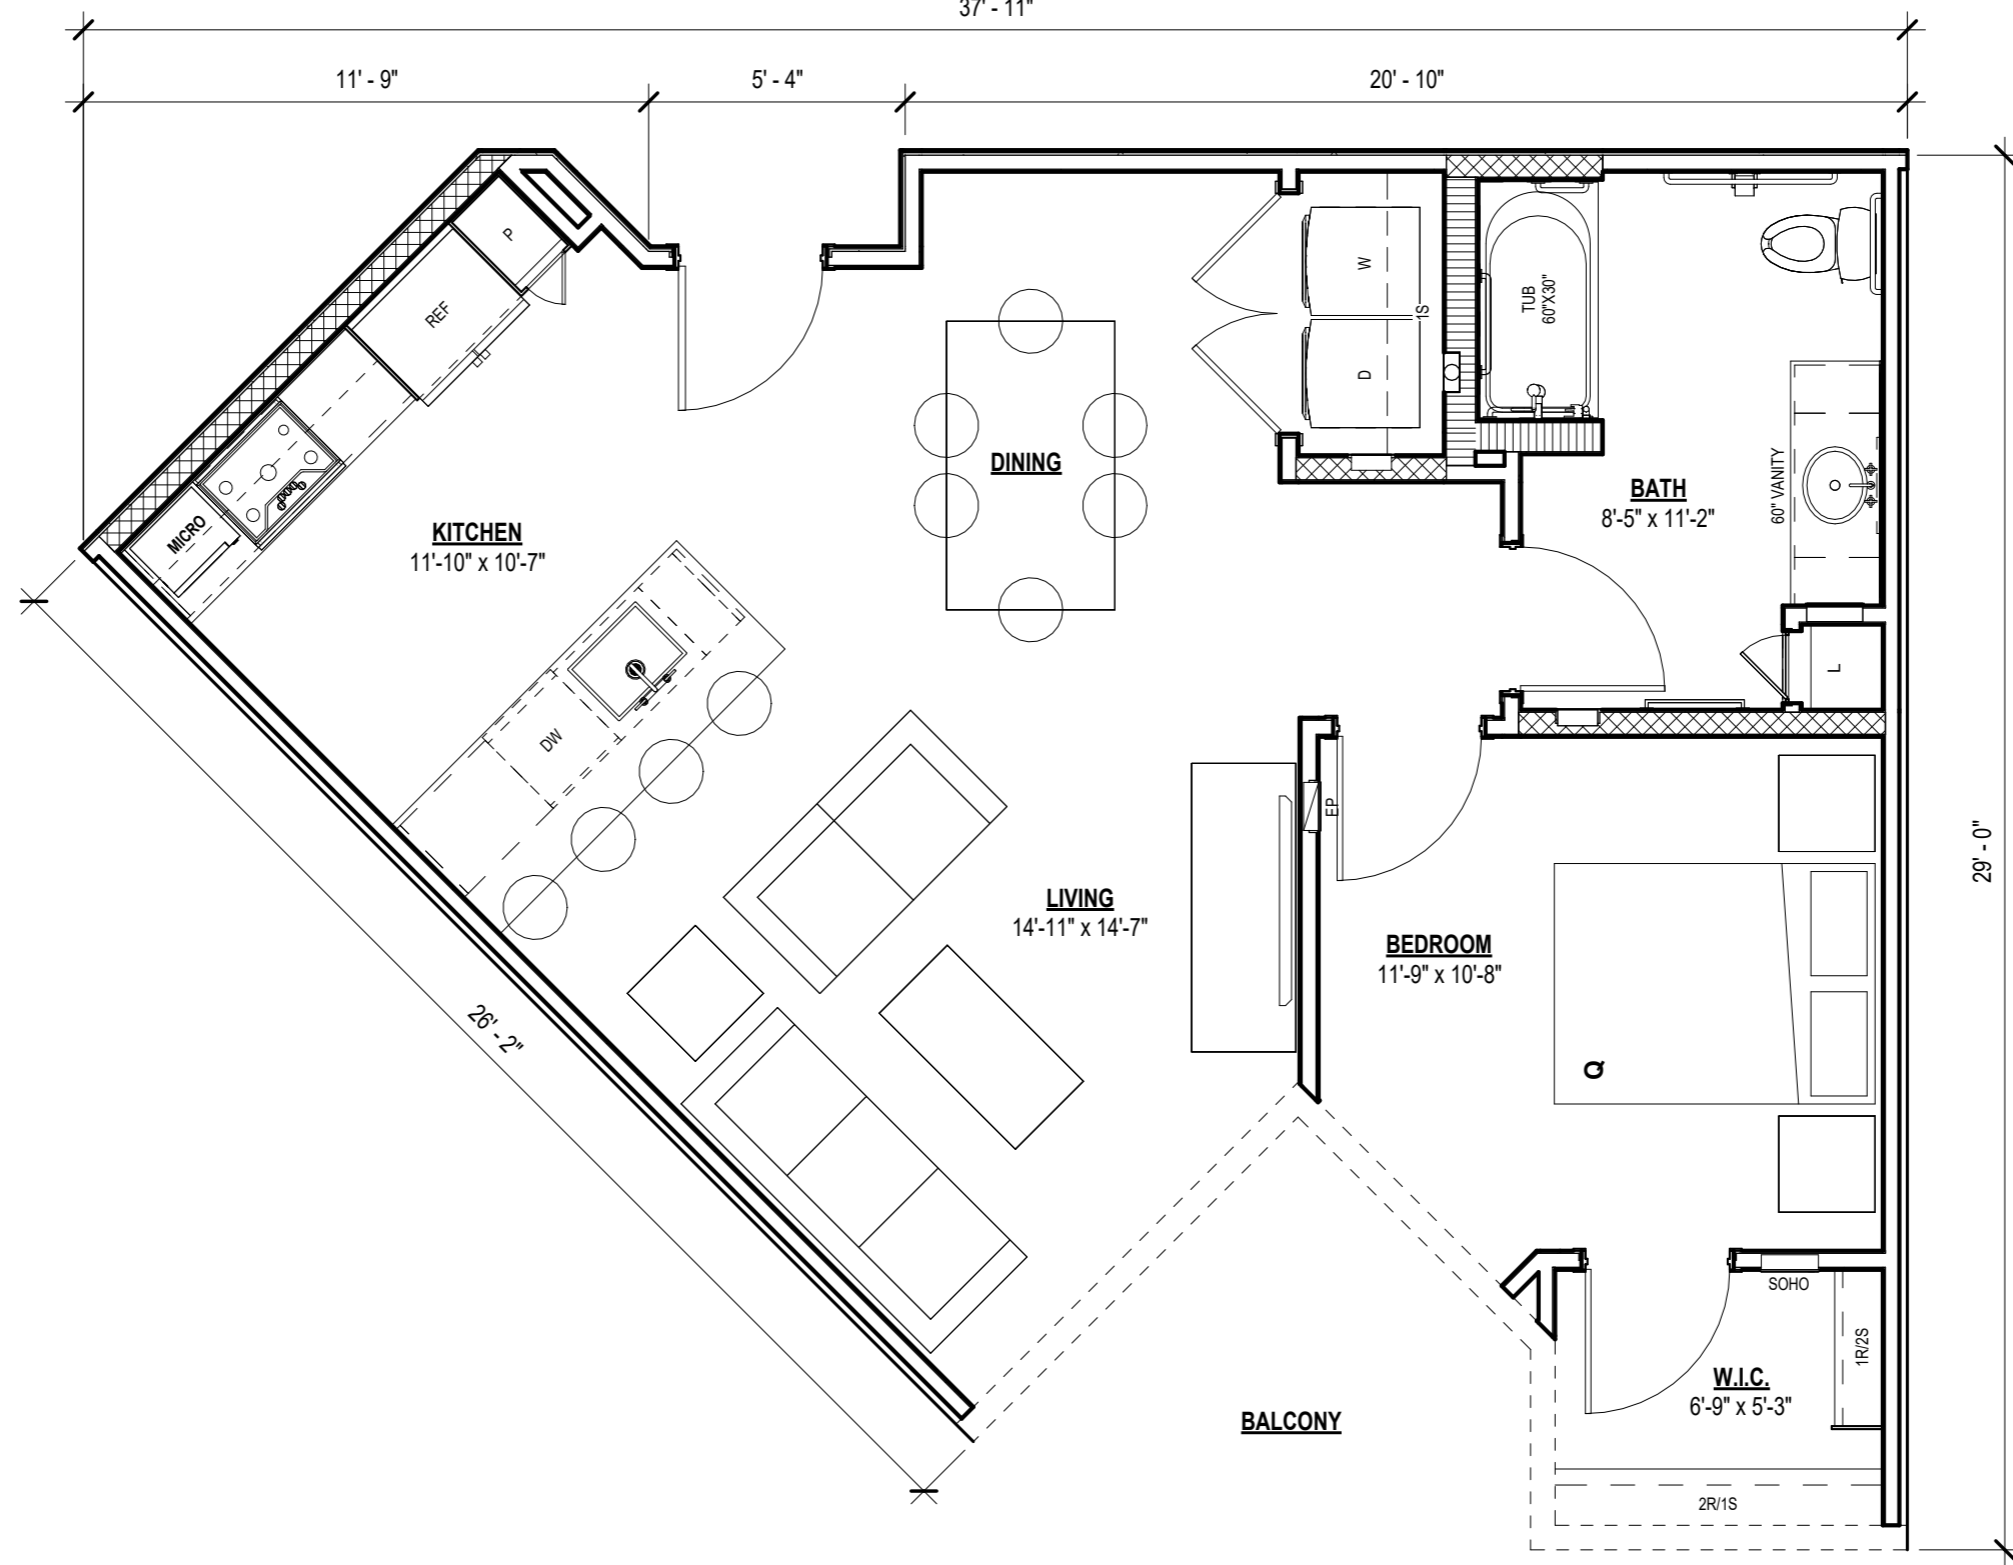 37' - 11"
11' - 9"
5' - 4"
20' - 10"
P
REF
MICRO
KITCHEN
11'-10" x 10'-7"
DW
DINING
W
D
1S
TUB
60"X30"
BATH
8'-5" x 11'-2"
60" VANITY
L
29' - 0"
EP
LIVING
14'-11" x 14'-7"
BEDROOM
11'-9" x 10'-8"
Q
26' - 2"
SOHO
1R/2S
W.I.C.
6'-9" x 5'-3"
BALCONY
2R/1S